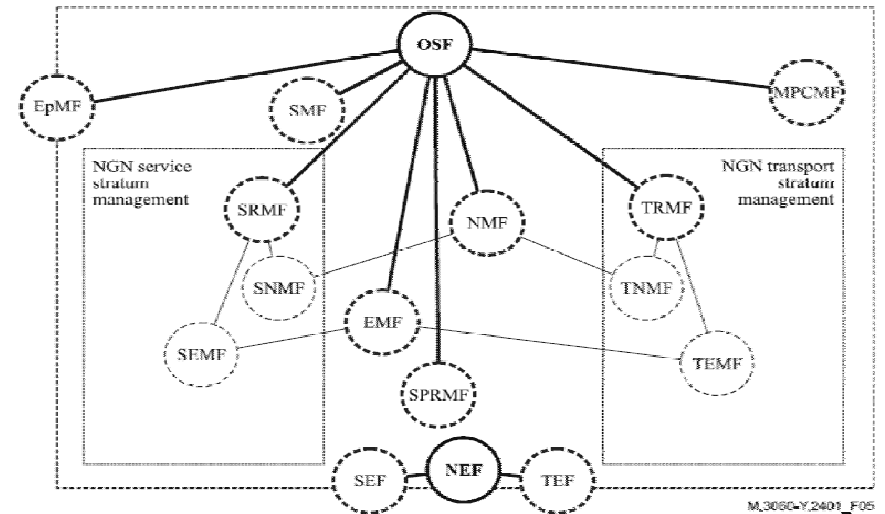 OSF
EpMF
SMF
MPCMF
NGN service
stratum
management
NGN transport
stratum
management
SRMF
NMF
TRMF
SNMF
TNMF
EMF
SEMF
TEMF
SPRMF
SEF
NEF
TEF
M.3060-Y.2401_F05